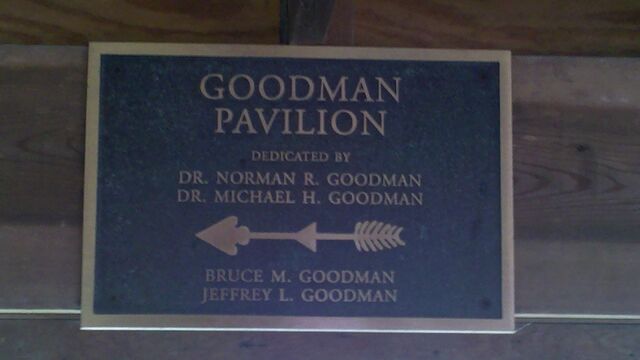 GOODMAN
PAVILION
DEDICATED BY
DR. NORMAN R. GOODMAN
DR. MICHAEL H. GOODMAN
BRUCE M. GOODMAN
JEFFREY L. GOODMAN